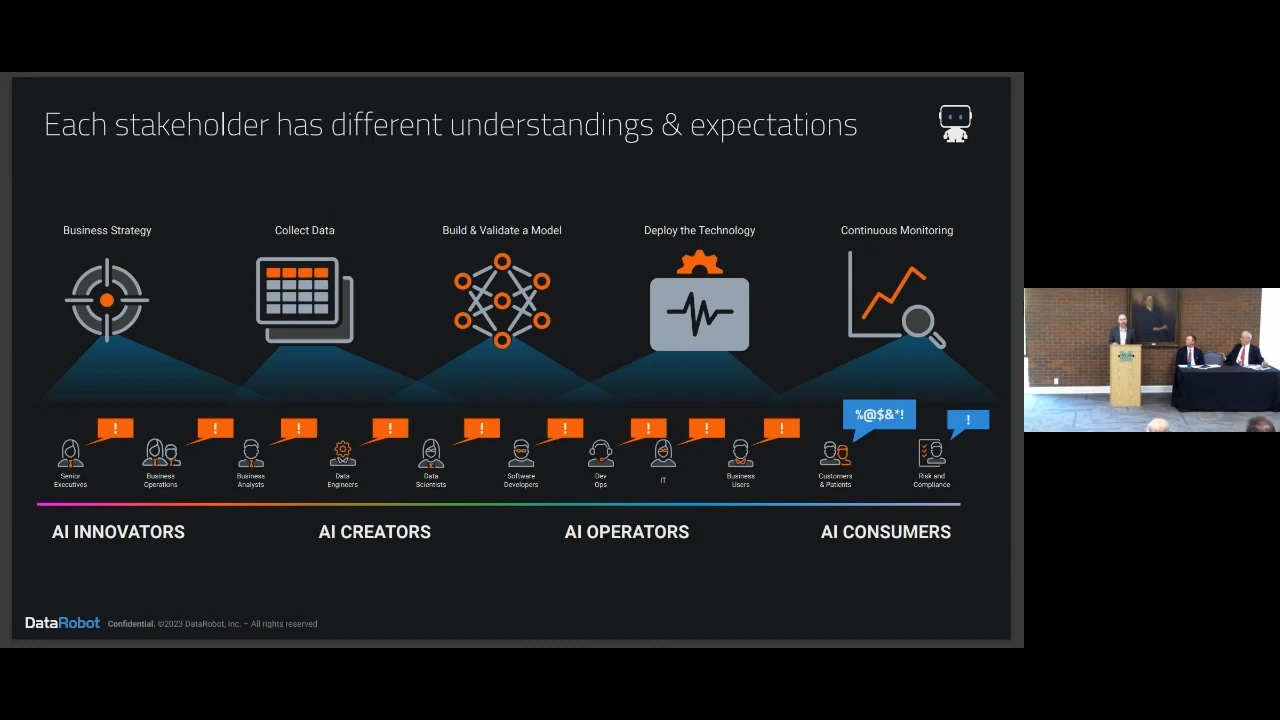 Each stakeholder has different understandings & expectations
Business Strategy
Collect Data
Build & Validate a Model
Deploy the Technology
Continuous Monitoring
!
!
!
!
!
!
!
!
!
%@$&*!
!
Senior
Executives
Business
Operations
Business
Analysts
Data
Engineers
Data
Scientists
Software
Developers
Dev
Ops
IT
Business
Users
Customers
& Patients
Risk and
Compliance
AI INNOVATORS
AI CREATORS
AI OPERATORS
AI CONSUMERS
DataRobot Confidential. ©2023 DataRobot, Inc. – All rights reserved